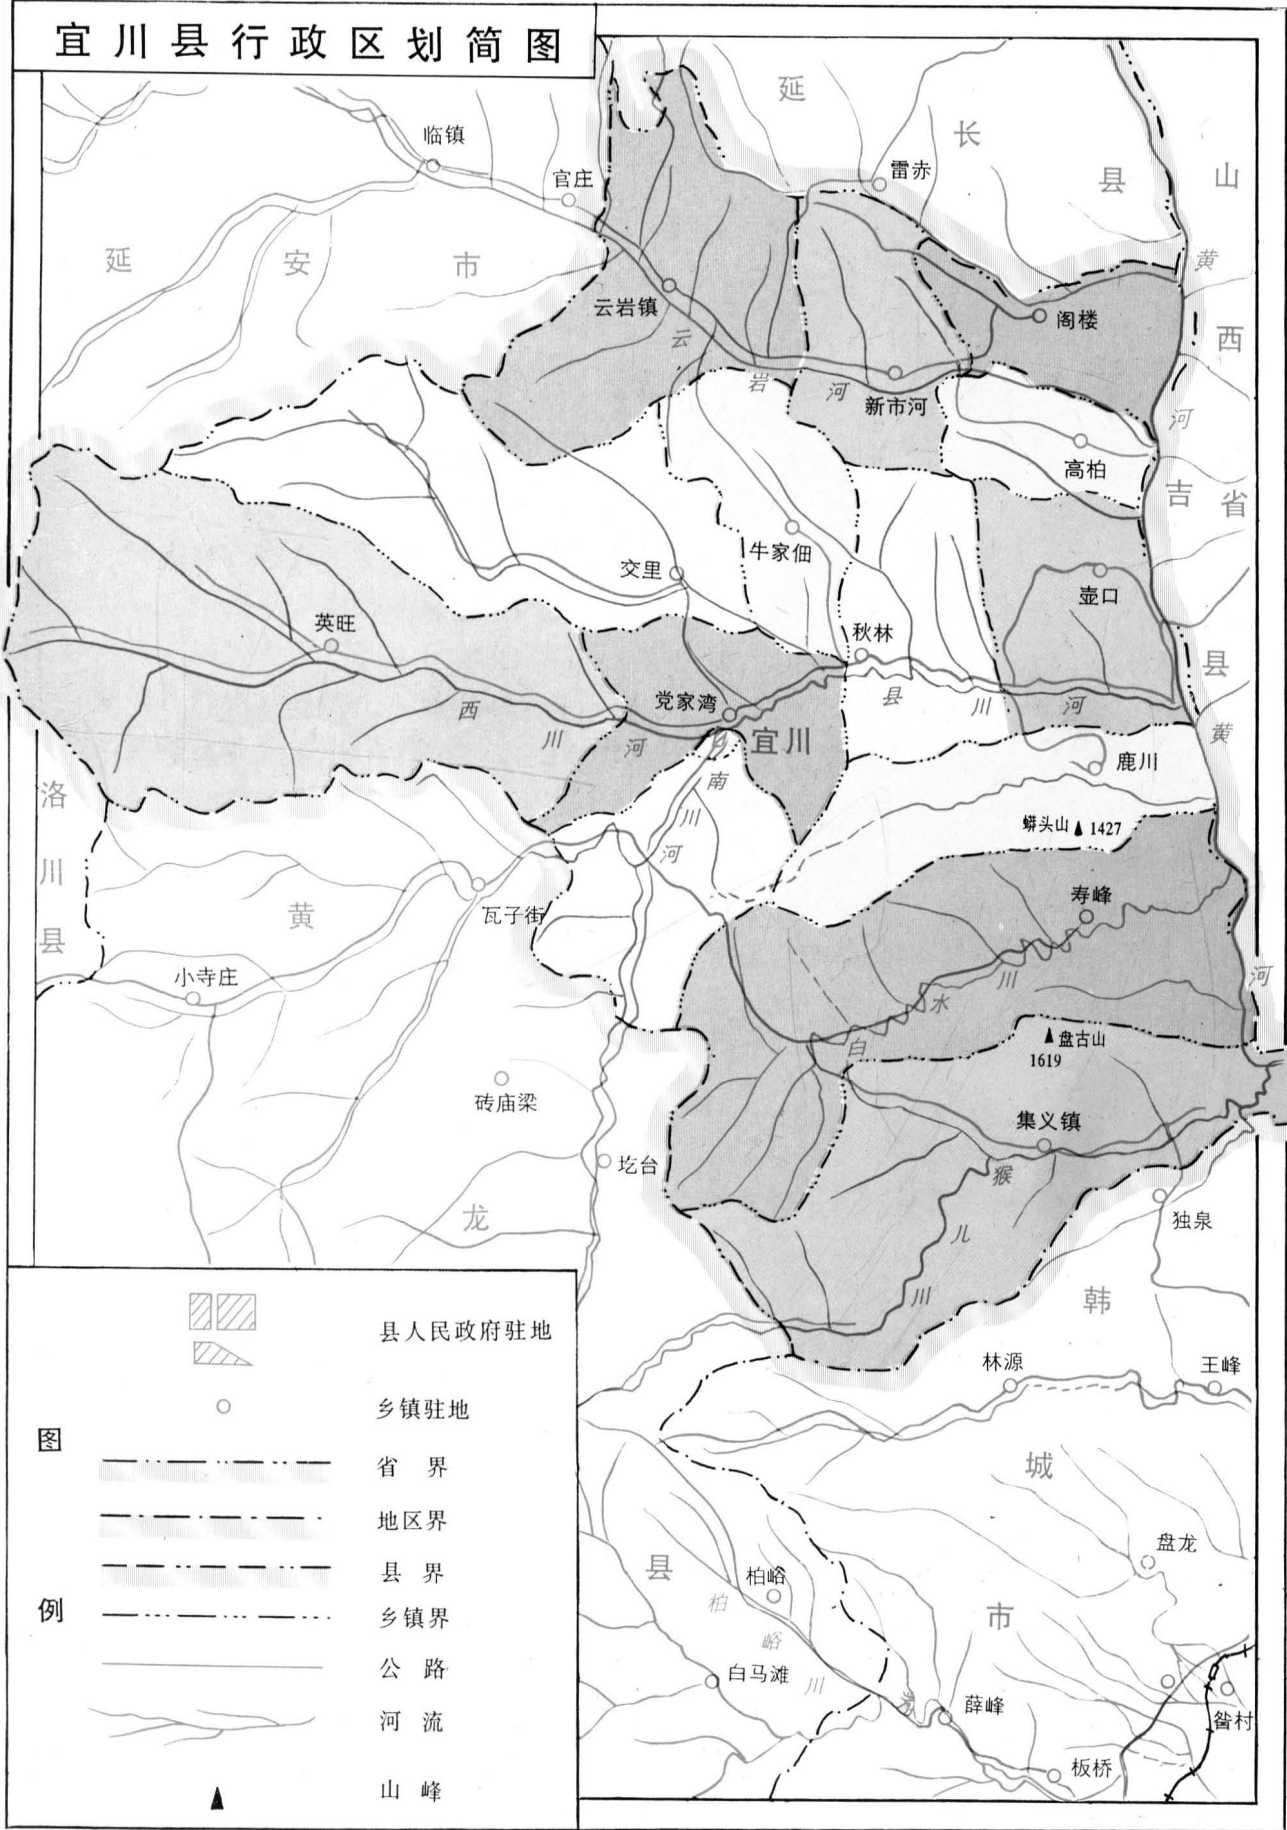 宜川县行政区划简图
延
长
县
山
临镇
官庄
雷赤
延
安
市
黄
云岩镇
阁楼
云
西
岩
河
新市河
河
高柏
吉
省
牛家佃
交里
壶口
英旺
秋林
县
党家湾
县
川
河
西
川
河
宜川
黄
鹿川
南
川
河
洛
川
县
蟒头山
1427
寿峰
瓦子街
黄
小寺庄
川
水
白
河
盘古山
1619
砖庙梁
集义镇
圪台
猴
儿
川
独泉
龙
韩
林源
王峰
城
盘龙
县
柏峪
柏
峪
川
市
白马滩
薛峰
昝村
板桥
图
例
县人民政府驻地
乡镇驻地
省 界
地区界
县 界
乡镇界
公 路
河 流
山 峰